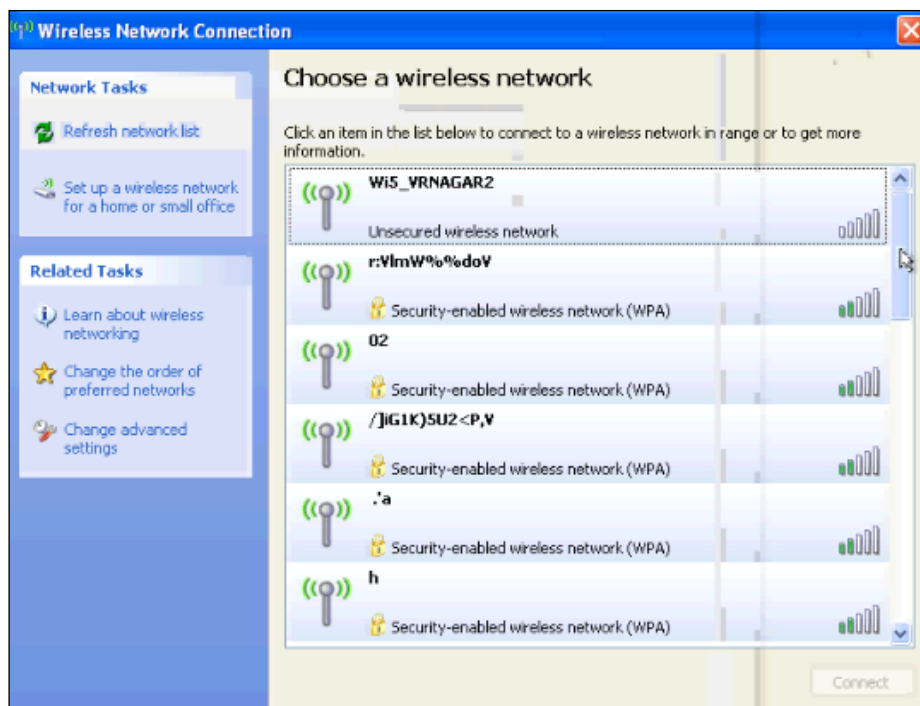 Wireless Network Connection
Network Tasks
Refresh network list
Set up a wireless network
for a home or small office
Related Tasks
Learn about wireless
networking
Change the order of
preferred networks
Change advanced
settings
Choose a wireless network
Click an item in the list below to connect to a wireless network in range or to get more
information.
Wi5_VRNAGAR2
Unsecured wireless network
r:¥lmW%%do¥
Security-enabled wireless network (WPA)
02
Security-enabled wireless network (WPA)
/]iG1K)5U2<P,¥
Security-enabled wireless network (WPA)
.'a
Security-enabled wireless network (WPA)
h
Security-enabled wireless network (WPA)
Connect